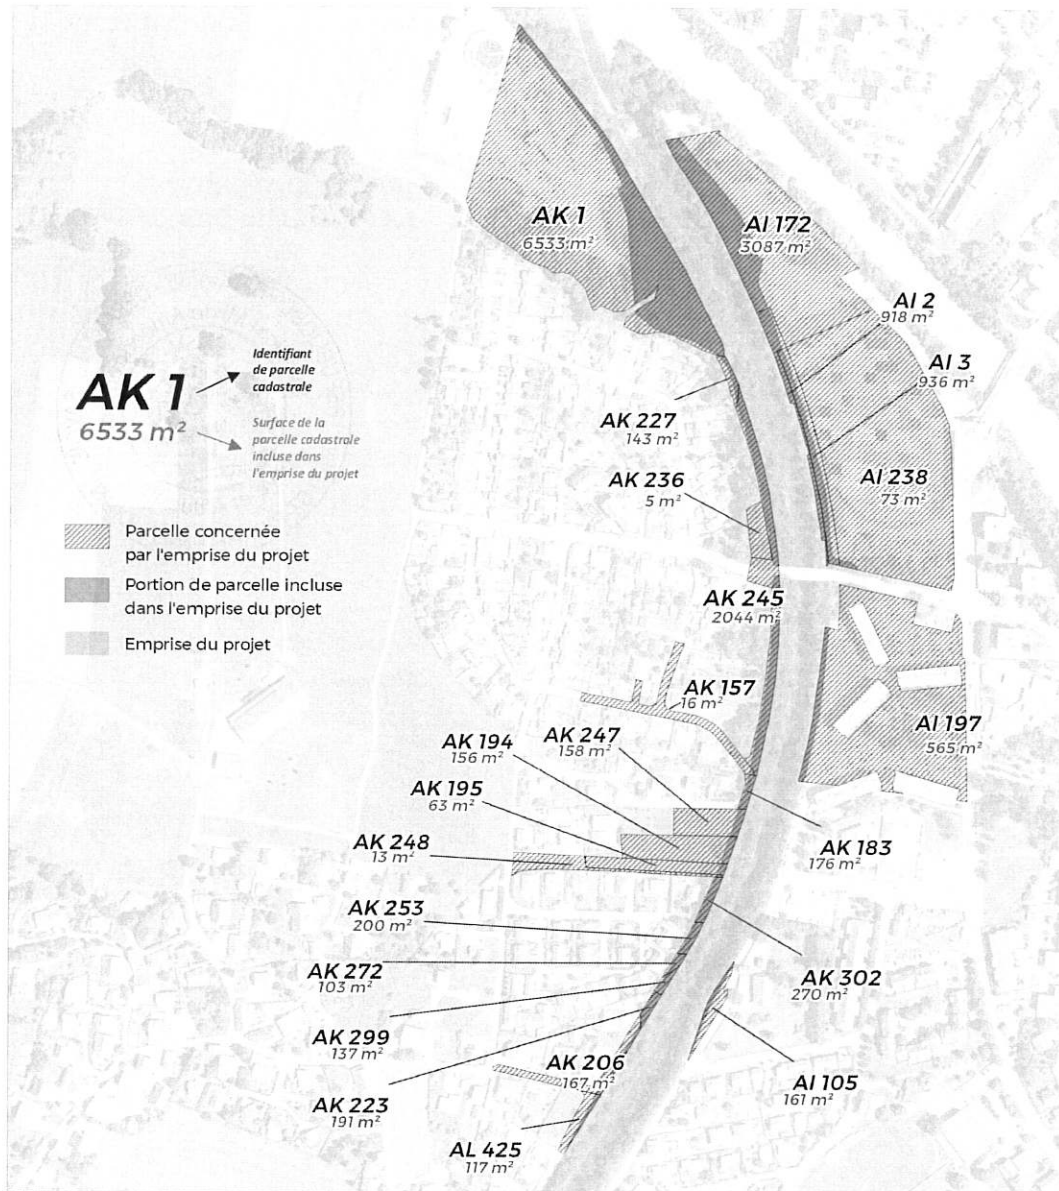 AK 1
6533 m²
AI 172
3087 m²
AI 2
918 m²
AI 3
936 m²
AK 1
6533 m²
Identifiant
de parcelle
cadastrale
Surface de la
parcelle cadastrale
incluse dans
l'emprise du projet
AK 227
143 m²
AK 236
5 m²
AI 238
73 m²
Parcelle concernée
par l'emprise du projet
Portion de parcelle incluse
dans l'emprise du projet
Emprise du projet
AK 245
2044 m²
AK 157
16 m²
AI 197
565 m²
AK 247
158 m²
AK 194
156 m²
AK 195
63 m²
AK 248
13 m²
AK 183
176 m²
AK 253
200 m²
AK 272
103 m²
AK 302
270 m²
AK 299
137 m²
AK 206
167 m²
AI 105
161 m²
AK 223
191 m²
AL 425
117 m²